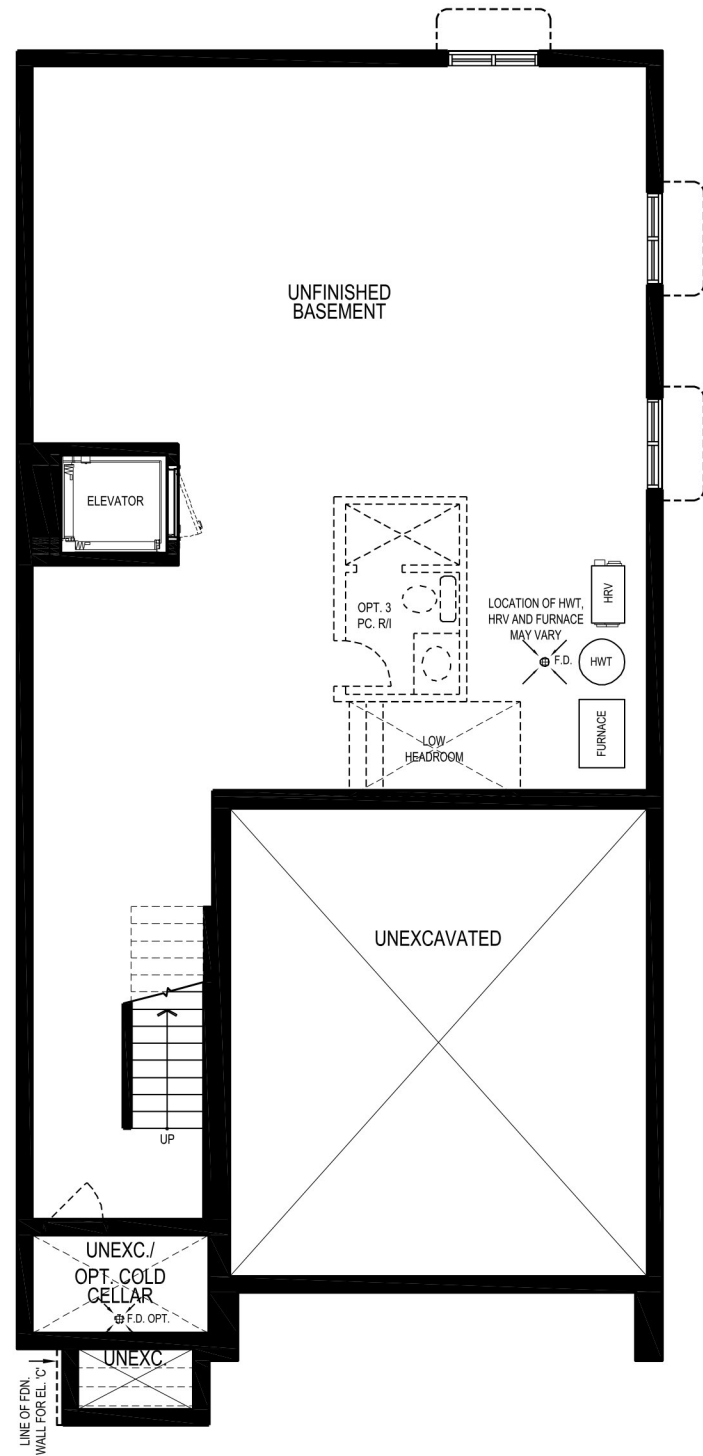 UNFINISHED
BASEMENT
ELEVATOR
OPT. 3
PC. R/I
LOCATION OF HWT,
HRV AND FURNACE
MAY VARY
HRV
F.D.
HWT
FURNACE
LOW
HEADROOM
UNEXCAVATED
UP
UNEXC./
OPT. COLD
CELLAR
F.D. OPT.
UNEXC.
LINE OF FDN.
WALL FOR EL. 'C'